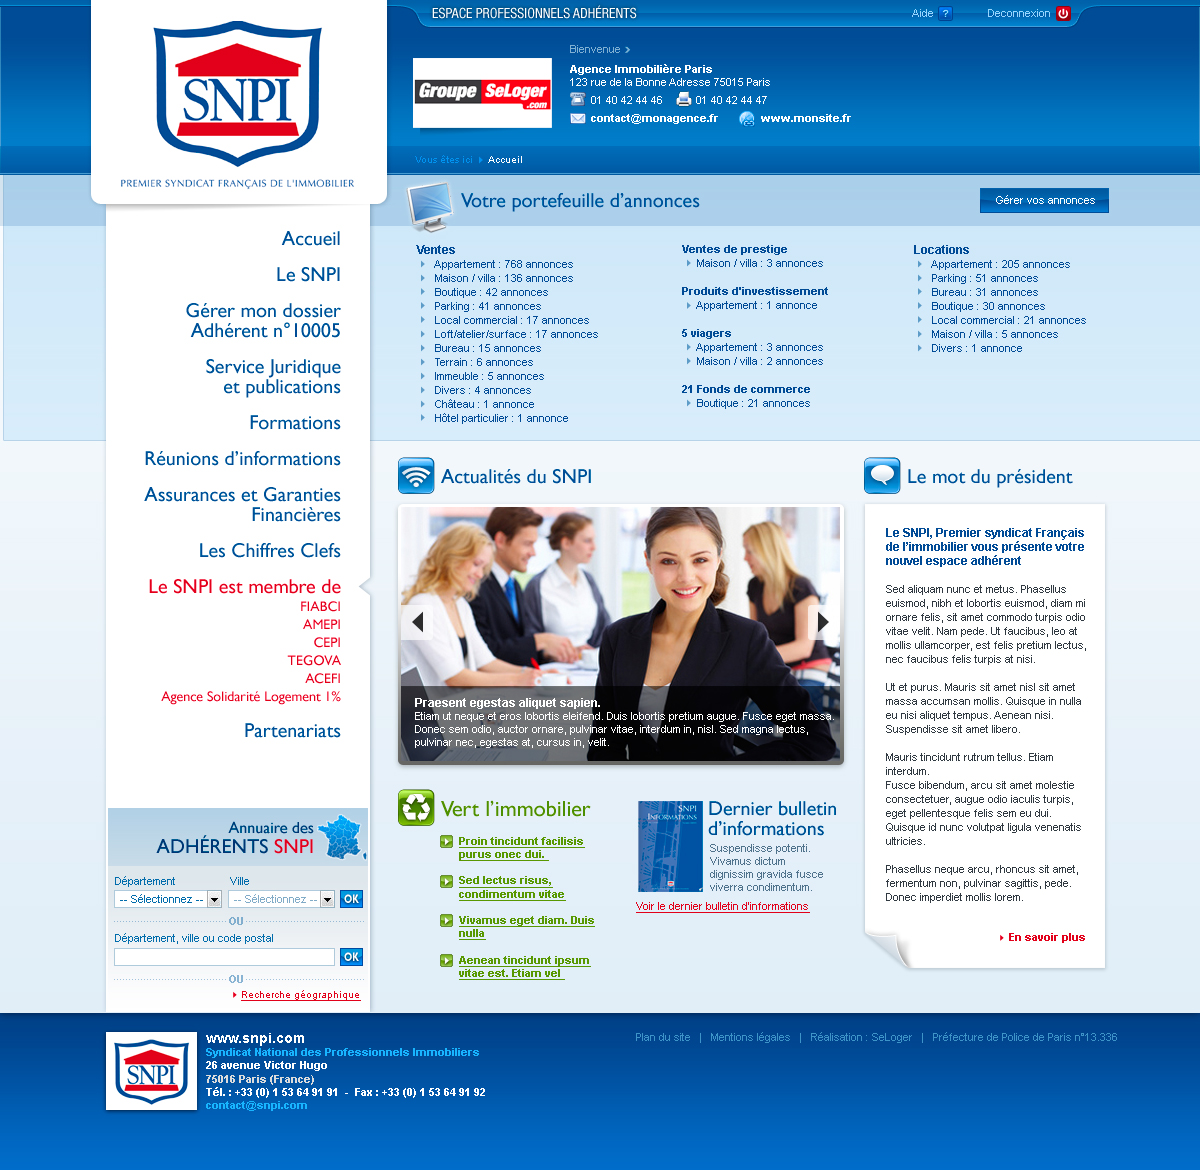 ESPACE PROFESSIONNELS ADHÉRENTS
Aide ?
Deconnexion
SNPI
PREMIER SYNDICAT FRANÇAIS DE L'IMMOBILIER
Bienvenue
Groupe SeLoger.com
Agence Immobilière Paris
123 rue de la Bonne Adresse 75015 Paris
01 40 42 44 46 01 40 42 44 47
contact@monagence.fr www.monsite.fr
Vous êtes ici Accueil
Votre portefeuille d'annonces
Gérer vos annonces
Accueil
Le SNPI
Gérer mon dossier
Adhérent n°10005
Service Juridique
et publications
Formations
Réunions d'informations
Assurances et Garanties
Financières
Les Chiffres Clefs
Le SNPI est membre de
FIABCI
AMEPI
CEPI
TEGOVA
ACEFI
Agence Solidarité Logement 1%
Partenariats
Ventes
Appartement : 768 annonces
Maison / villa : 136 annonces
Boutique : 42 annonces
Parking : 41 annonces
Local commercial : 17 annonces
Loft/atelier/surface : 17 annonces
Bureau : 15 annonces
Terrain : 6 annonces
Immeuble : 5 annonces
Divers : 4 annonces
Château : 1 annonce
Hôtel particulier : 1 annonce
Ventes de prestige
Maison / villa : 3 annonces
Produits d'investissement
Appartement : 1 annonce
5 viagers
Appartement : 3 annonces
Maison / villa : 2 annonces
21 Fonds de commerce
Boutique : 21 annonces
Locations
Appartement : 205 annonces
Parking : 51 annonces
Bureau : 31 annonces
Boutique : 30 annonces
Local commercial : 21 annonces
Maison / villa : 5 annonces
Divers : 1 annonce
Actualités du SNPI
Praesent egestas aliquet sapien.
Etiam ut neque et eros lobortis eleifend. Duis lobortis pretium augue. Fusce eget massa.
Donec sem odio, auctor ornare, pulvinar vitae, interdum in, nisl. Sed magna lectus,
pulvinar nec, egestas at, cursus in, velit.
Le mot du président
Le SNPI, Premier syndicat Français
de l'immobilier vous présente votre
nouvel espace adhérent
Sed aliquam nunc et metus. Phasellus
euismod, nibh et lobortis euismod, diam mi
ornare felis, sit amet commodo turpis odio
vitae velit. Nam pede. Ut faucibus, leo at
mollis ullamcorper, est felis pretium lectus,
nec faucibus felis turpis at nisi.
Ut et purus. Mauris sit amet nisl sit amet
massa accumsan mollis. Quisque in nulla
eu nisi aliquet tempus. Aenean nisi.
Suspendisse sit amet libero.
Mauris tincidunt rutrum tellus. Etiam
interdum.
Fusce bibendum, arcu sit amet molestie
consectetuer, augue odio iaculis turpis,
eget pellentesque felis sem eu dui.
Quisque id nunc volutpat ligula venenatis
ultricies.
Phasellus neque arcu, rhoncus sit amet,
fermentum non, pulvinar sagittis, pede.
Donec imperdiet mollis lorem.
En savoir plus
Vert l'immobilier
Proin tincidunt facilisis
purus onec dui.
Sed lectus risus,
condimentum vitae
Vivamus eget diam. Duis
nulla
Aenean tincidunt ipsum
vitae est. Etiam vel
SNPI
INFORMATIONS
Dernier bulletin
d'informations
Suspendisse potenti.
Vivamus dictum
dignissim gravida fusce
viverra condimentum.
Voir le dernier bulletin d'informations
Annuaire des
ADHÉRENTS SNPI
Département Ville
-- Sélectionnez -- -- Sélectionnez -- OK
OU
Département, ville ou code postal
OK
OU
Recherche géographique
SNPI
www.snpi.com
Syndicat National des Professionnels Immobiliers
26 avenue Victor Hugo
75016 Paris (France)
Tél. : +33 (0) 1 53 64 91 91 - Fax : +33 (0) 1 53 64 91 92
contact@snpi.com
Plan du site | Mentions légales | Réalisation : SeLoger | Préfecture de Police de Paris n°13.336